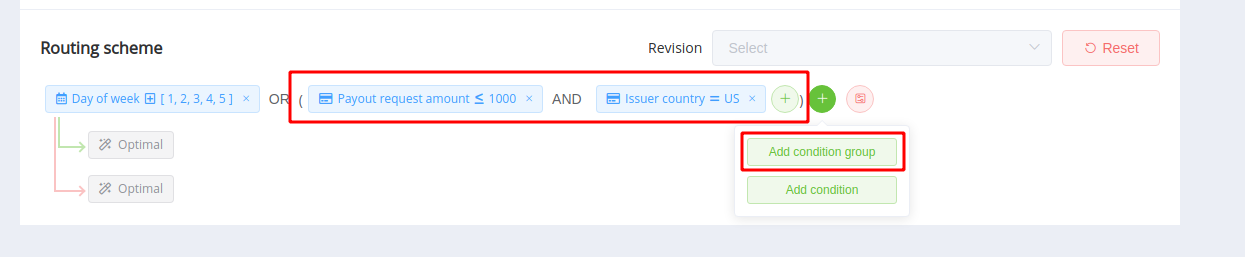 Routing scheme
Revision Select Reset
Day of week [ 1, 2, 3, 4, 5 ] × OR ( Payout request amount ≤ 1000 × AND Issuer country = US × + ) +
Optimal
Add condition group
Optimal
Add condition